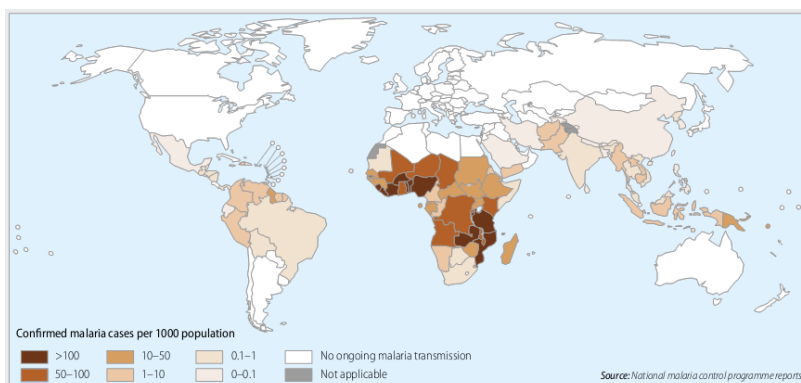 Confirmed malaria cases per 1000 population
>100
10–50
0.1–1
No ongoing malaria transmission
50–100
1–10
0–0.1
Not applicable
Source: National malaria control programme reports